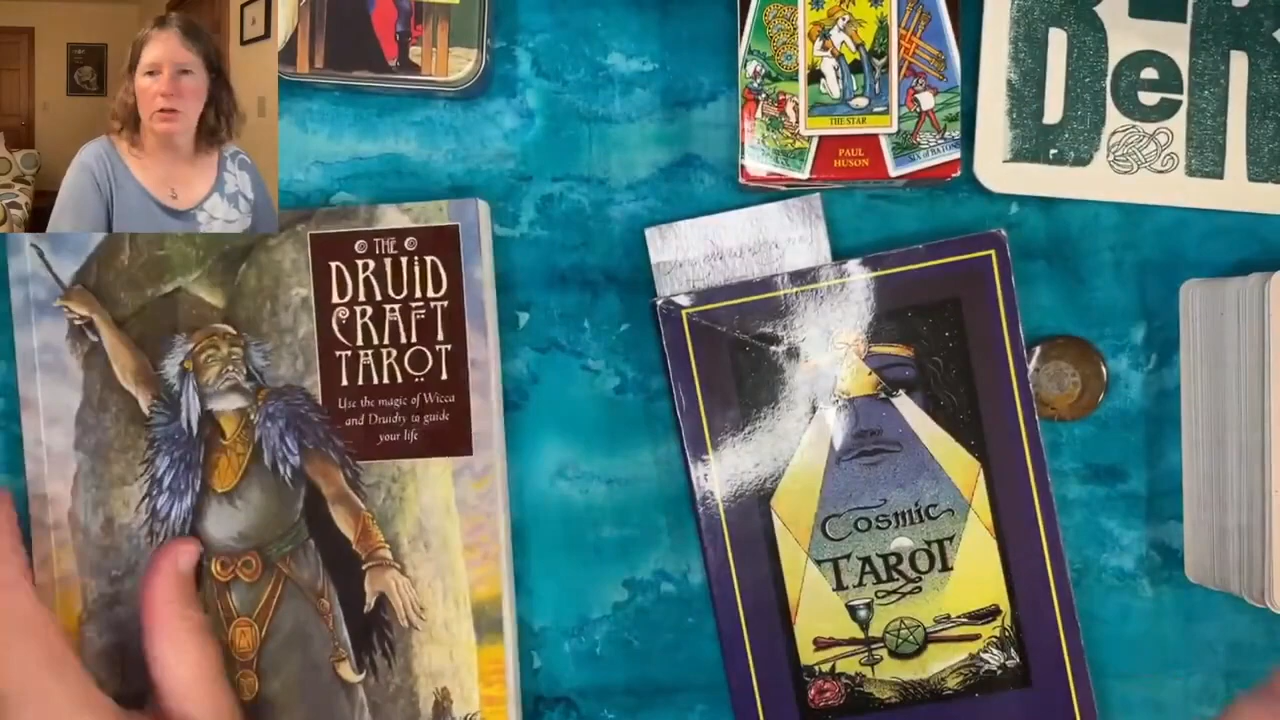 THE STAR
PAUL
HUSON
SIX of BATONS
BeR
THE
DRUID
CRAFT
TAROT
Use the magic of Wicca
and Druidry to guide
your life
Cosmic
TAROT